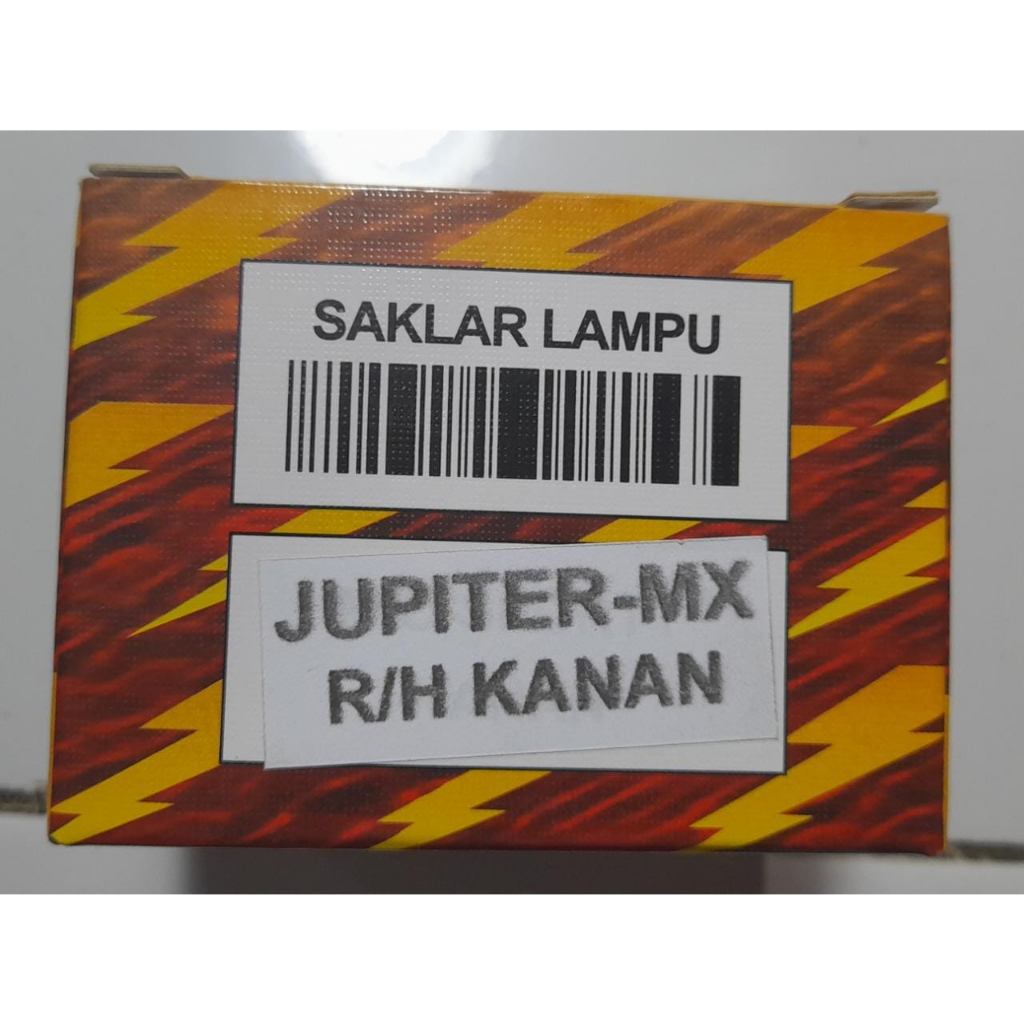 SAKLAR LAMPU
JUPITER-MX
R/H KANAN